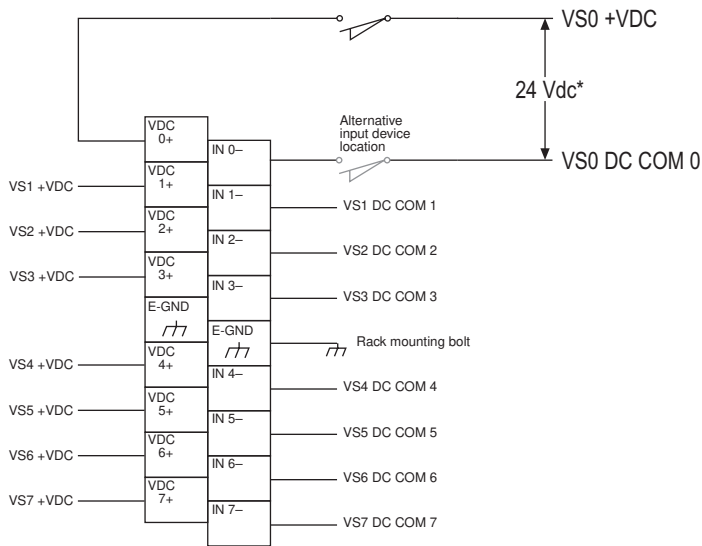 VS0 +VDC
24 Vdc*
Alternative
input device
location
VS0 DC COM 0
VDC
0+
IN 0–
VS1 +VDC
VDC
1+
IN 1–
VS1 DC COM 1
VS2 +VDC
VDC
2+
IN 2–
VS2 DC COM 2
VS3 +VDC
VDC
3+
IN 3–
VS3 DC COM 3
E-GND
E-GND
Rack mounting bolt
VS4 +VDC
VDC
4+
IN 4–
VS4 DC COM 4
VS5 +VDC
VDC
5+
IN 5–
VS5 DC COM 5
VS6 +VDC
VDC
6+
IN 6–
VS6 DC COM 6
VS7 +VDC
VDC
7+
IN 7–
VS7 DC COM 7